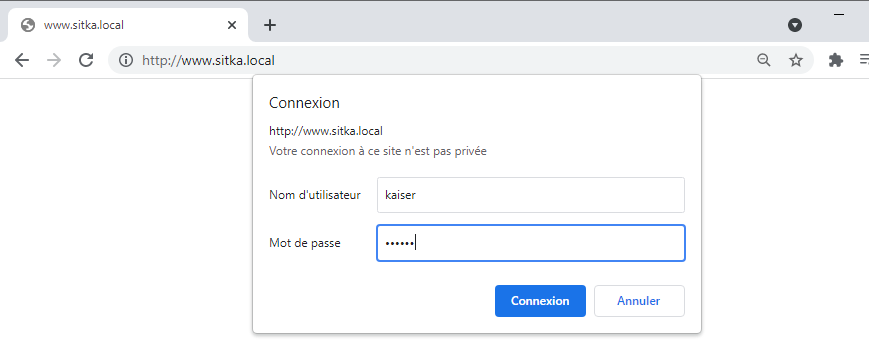 www.sitka.local
http://www.sitka.local
Connexion
http://www.sitka.local
Votre connexion à ce site n'est pas privée
Nom d'utilisateur kaiser
Mot de passe ••••••
Connexion Annuler